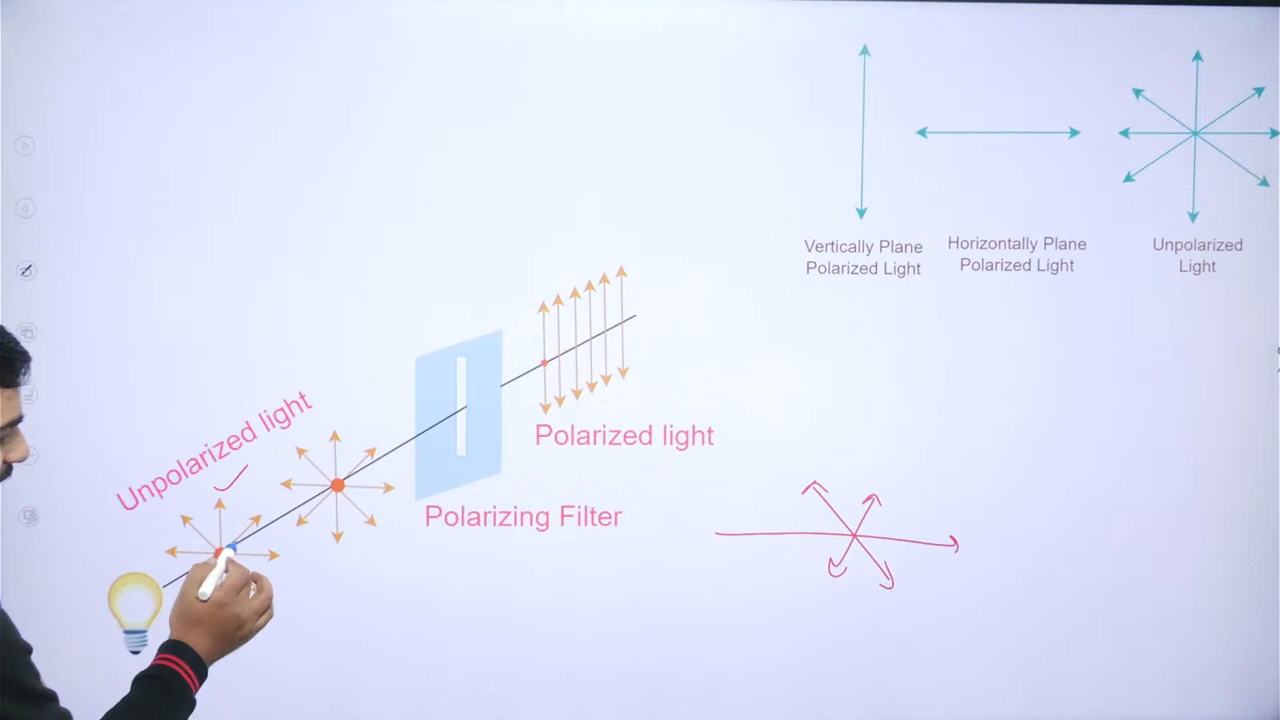 Vertically Plane
Polarized Light
Horizontally Plane
Polarized Light
Unpolarized
Light
Unpolarized light
Polarized light
Polarizing Filter